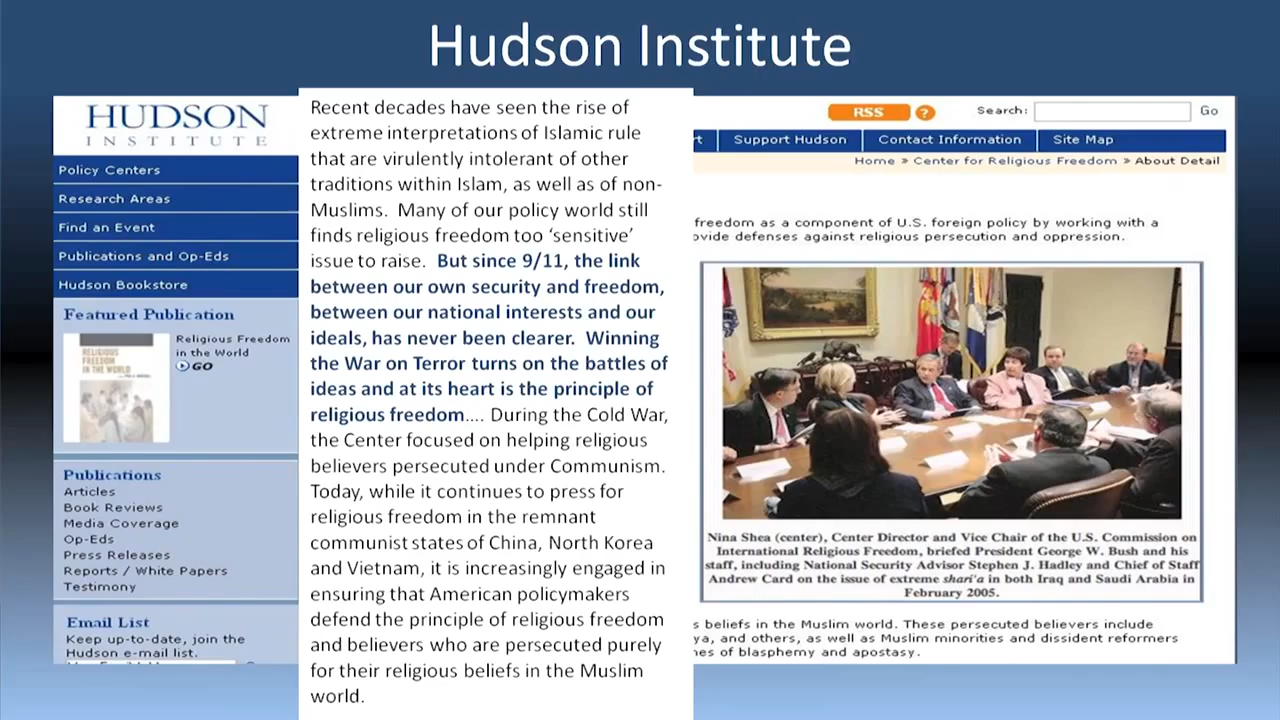 Hudson Institute
HUDSON
INSTITUTE
Policy Centers
Research Areas
Find an Event
Publications and Op-Eds
Hudson Bookstore
Featured Publication
RELIGIOUS
FREEDOM
IN THE WORLD
Religious Freedom
in the World
GO
Publications
Articles
Book Reviews
Media Coverage
Op-Eds
Press Releases
Reports / White Papers
Testimony
Email List
Keep up-to-date, join the
Hudson e-mail list.
Recent decades have seen the rise of
extreme interpretations of Islamic rule
that are virulently intolerant of other
traditions within Islam, as well as of non-
Muslims. Many of our policy world still
finds religious freedom too ‘sensitive’
issue to raise. But since 9/11, the link
between our own security and freedom,
between our national interests and our
ideals, has never been clearer. Winning
the War on Terror turns on the battles of
ideas and at its heart is the principle of
religious freedom…. During the Cold War,
the Center focused on helping religious
believers persecuted under Communism.
Today, while it continues to press for
religious freedom in the remnant
communist states of China, North Korea
and Vietnam, it is increasingly engaged in
ensuring that American policymakers
defend the principle of religious freedom
and believers who are persecuted purely
for their religious beliefs in the Muslim
world.
RSS ? Search: Go
Support Hudson Contact Information Site Map
Home » Center for Religious Freedom » About Detail
freedom as a component of U.S. foreign policy by working with a
ovide defenses against religious persecution and oppression.
Nina Shea (center), Center Director and Vice Chair of the U.S. Commission on
International Religious Freedom, briefed President George W. Bush and his
staff, including National Security Advisor Stephen J. Hadley and Chief of Staff
Andrew Card on the issue of extreme shari'a in both Iraq and Saudi Arabia in
February 2005.
s beliefs in the Muslim world. These persecuted believers include
ya, and others, as well as Muslim minorities and dissident reformers
nes of blasphemy and apostasy.